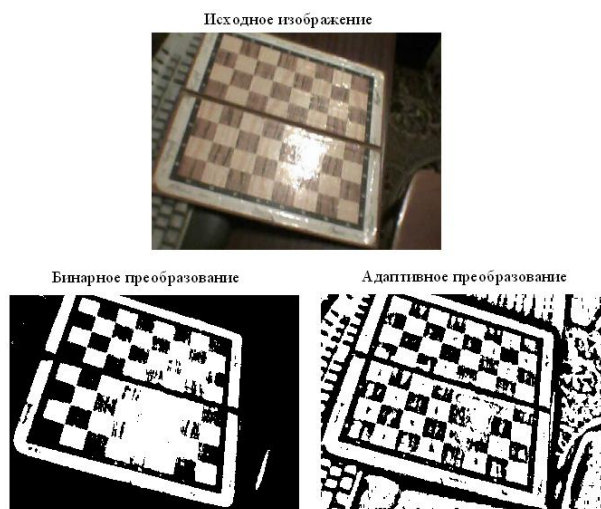 Исходное изображение
Бинарное преобразование
Адаптивное преобразование